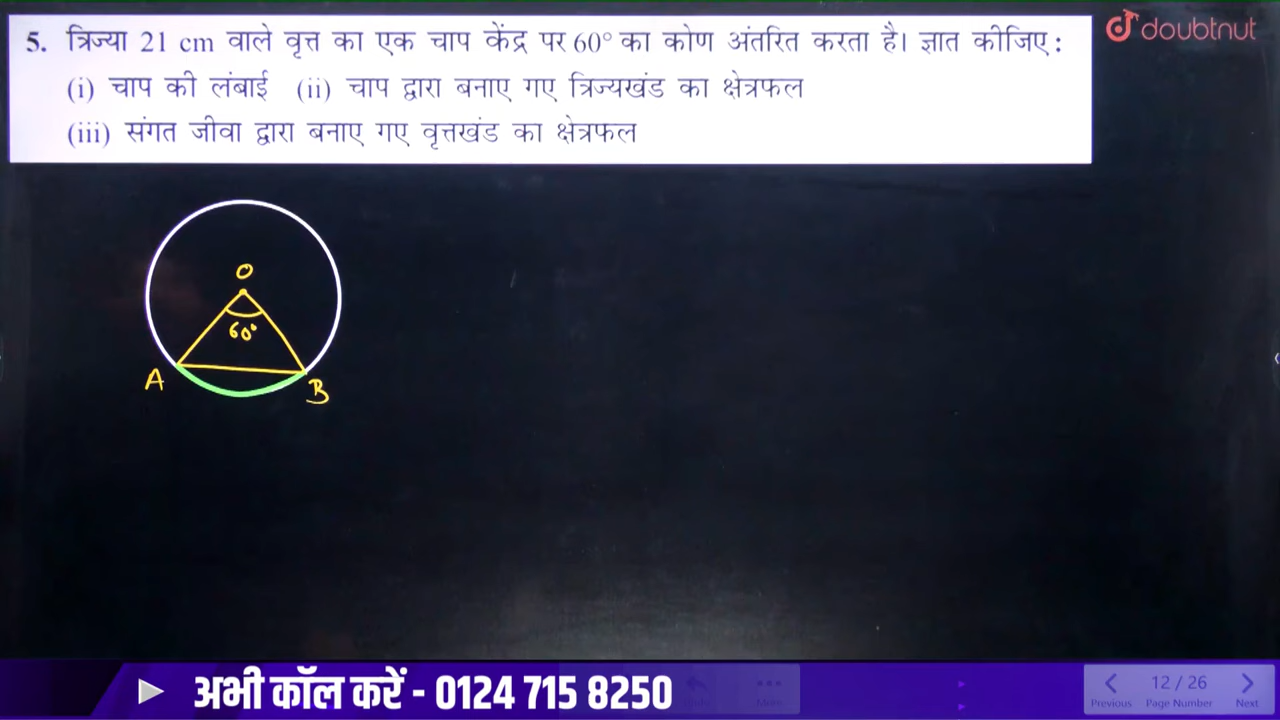 5. त्रिज्या 21 cm वाले वृत्त का एक चाप केंद्र पर 60° का कोण अंतरित करता है। ज्ञात कीजिए :
(i) चाप की लंबाई (ii) चाप द्वारा बनाए गए त्रिज्यखंड का क्षेत्रफल
(iii) संगत जीवा द्वारा बनाए गए वृत्तखंड का क्षेत्रफल
doubtnut
O
60°
A
B
अभी कॉल करें - 0124 715 8250
12 / 26
Previous Page Number Next